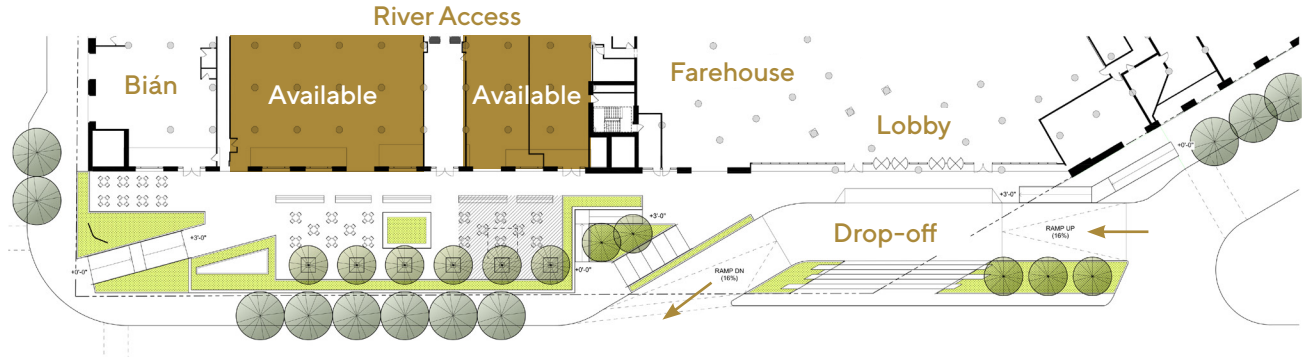 River Access
Bián
Available
Available
Farehouse
Lobby
+0'-0"
+3'-0"
+3'-0"
+3'-0"
+0'-0"
+0'-0"
Drop-off
RAMP UP
(16%)
RAMP DN
(16%)